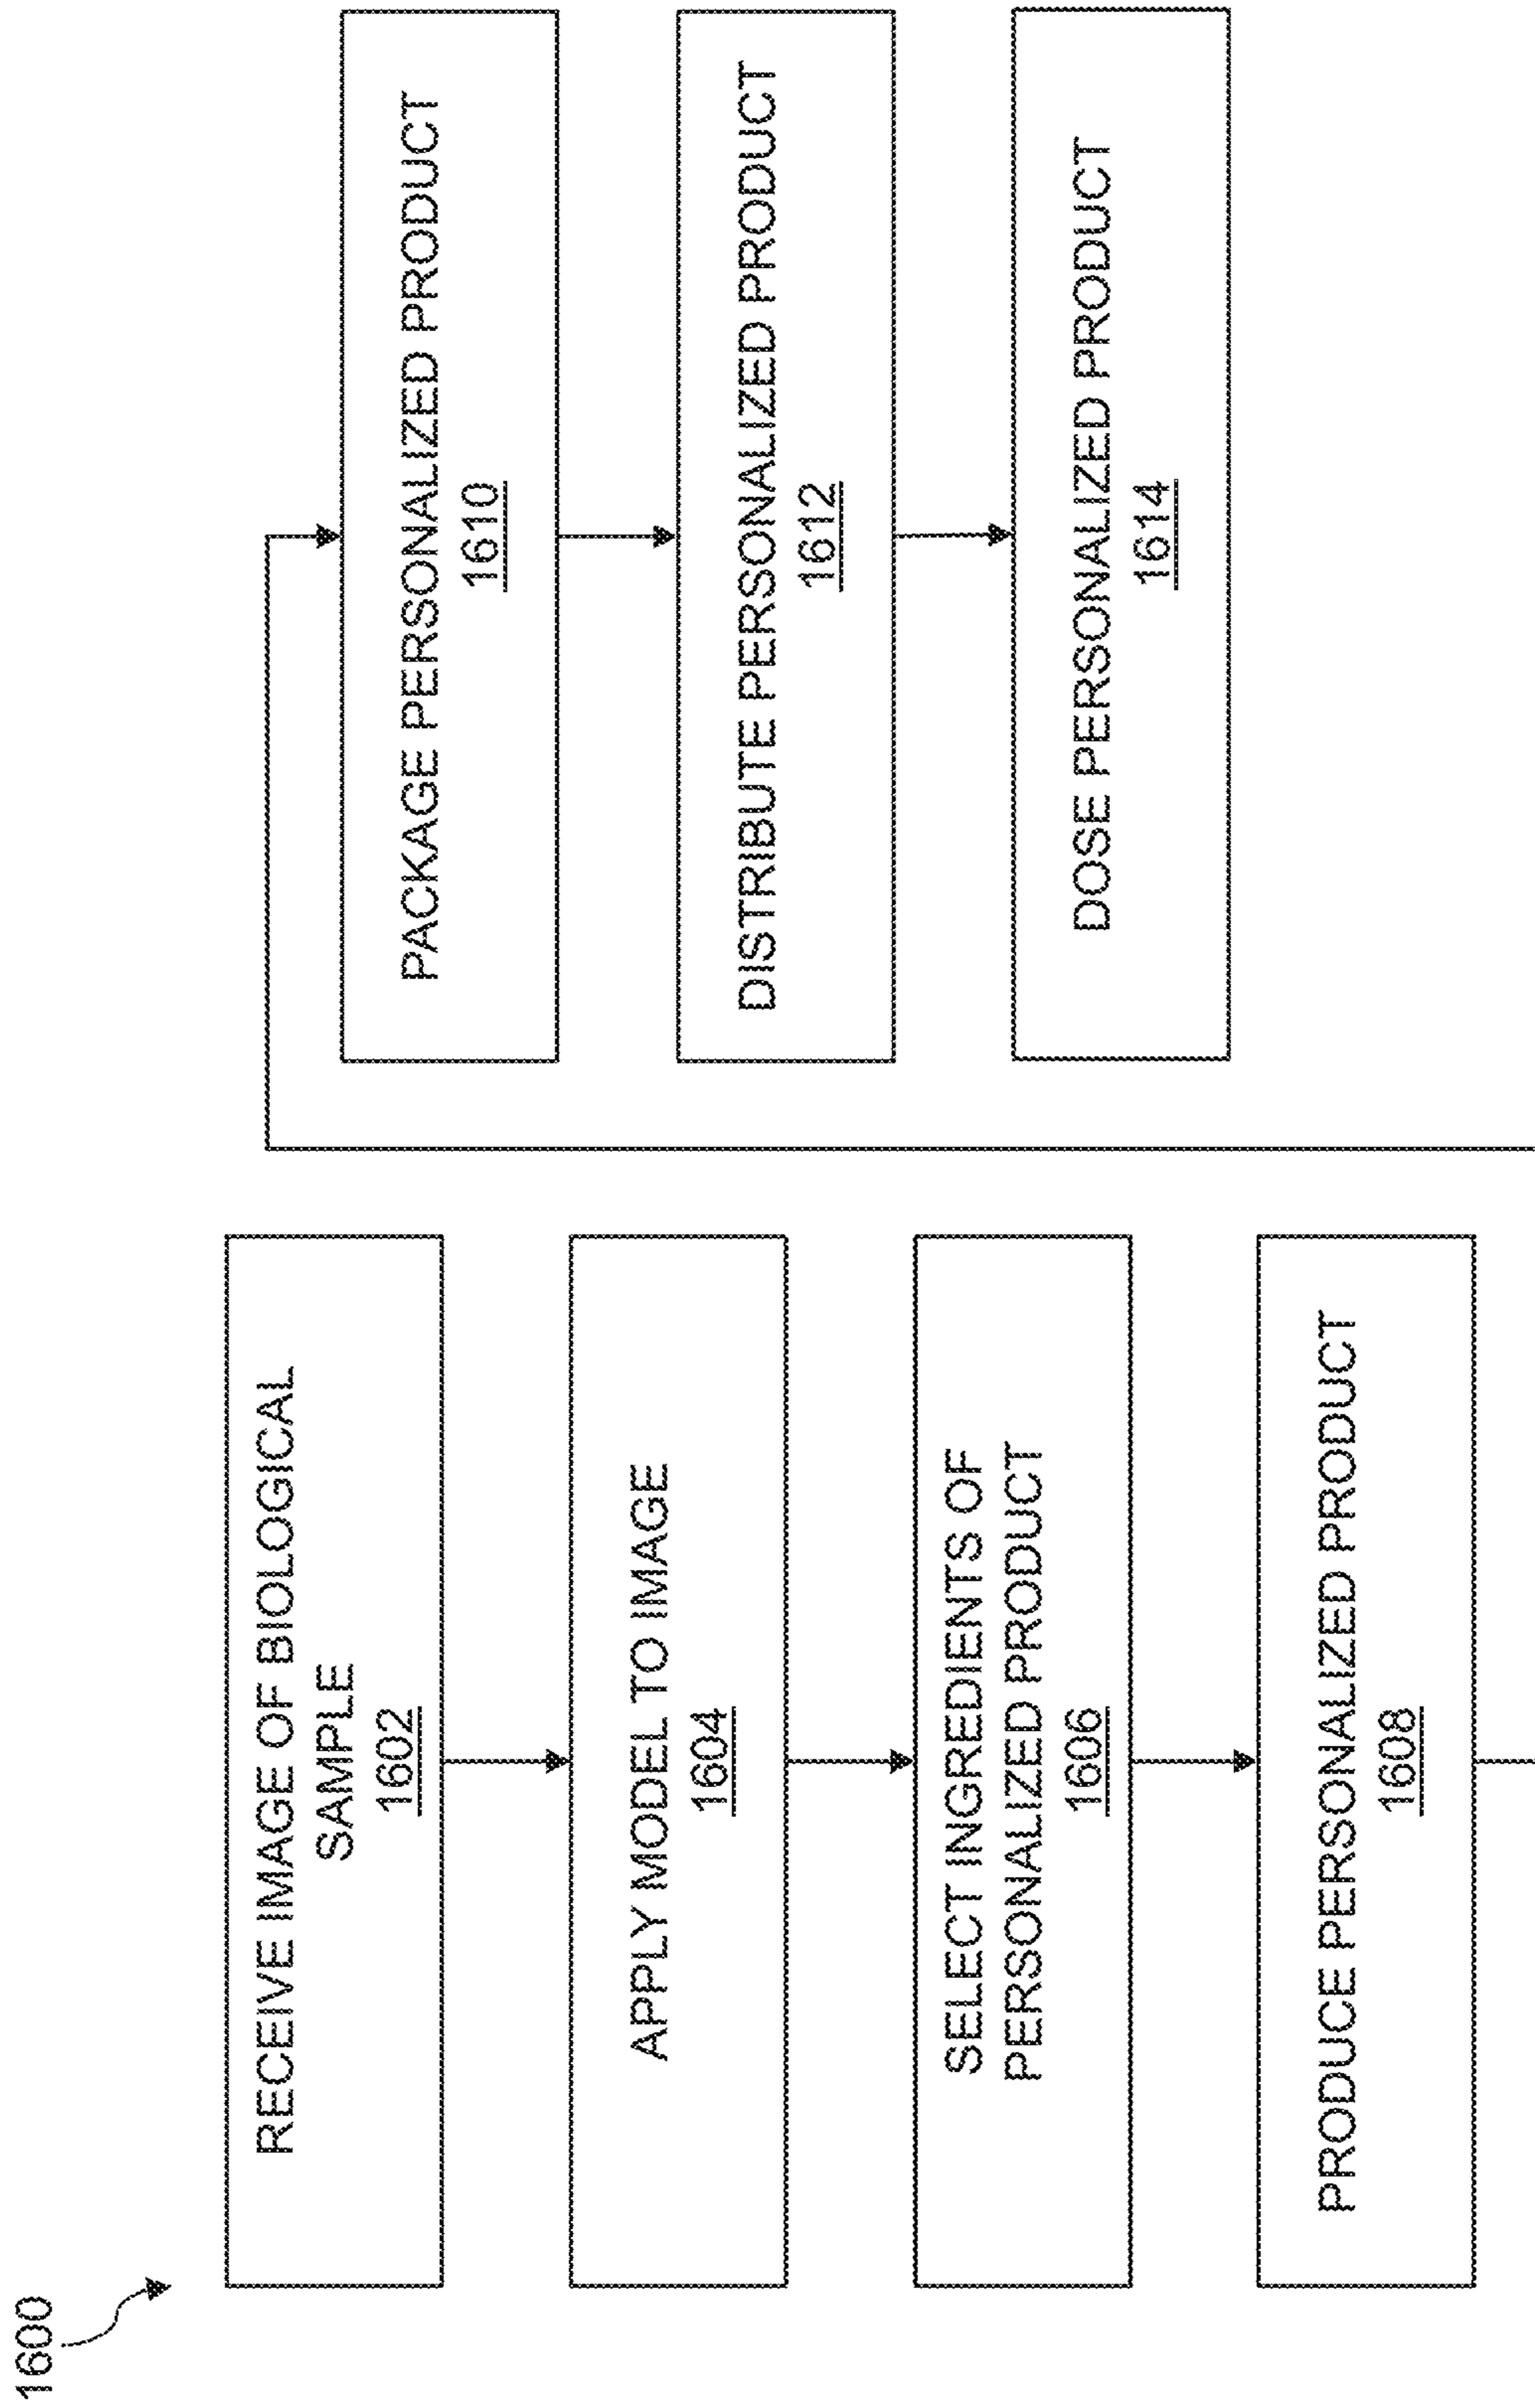 1600
RECEIVE IMAGE OF BIOLOGICAL
SAMPLE
1602
APPLY MODEL TO IMAGE
1604
SELECT INGREDIENTS OF
PERSONALIZED PRODUCT
1606
PRODUCE PERSONALIZED PRODUCT
1608
PACKAGE PERSONALIZED PRODUCT
1610
DISTRIBUTE PERSONALIZED PRODUCT
1612
DOSE PERSONALIZED PRODUCT
1614